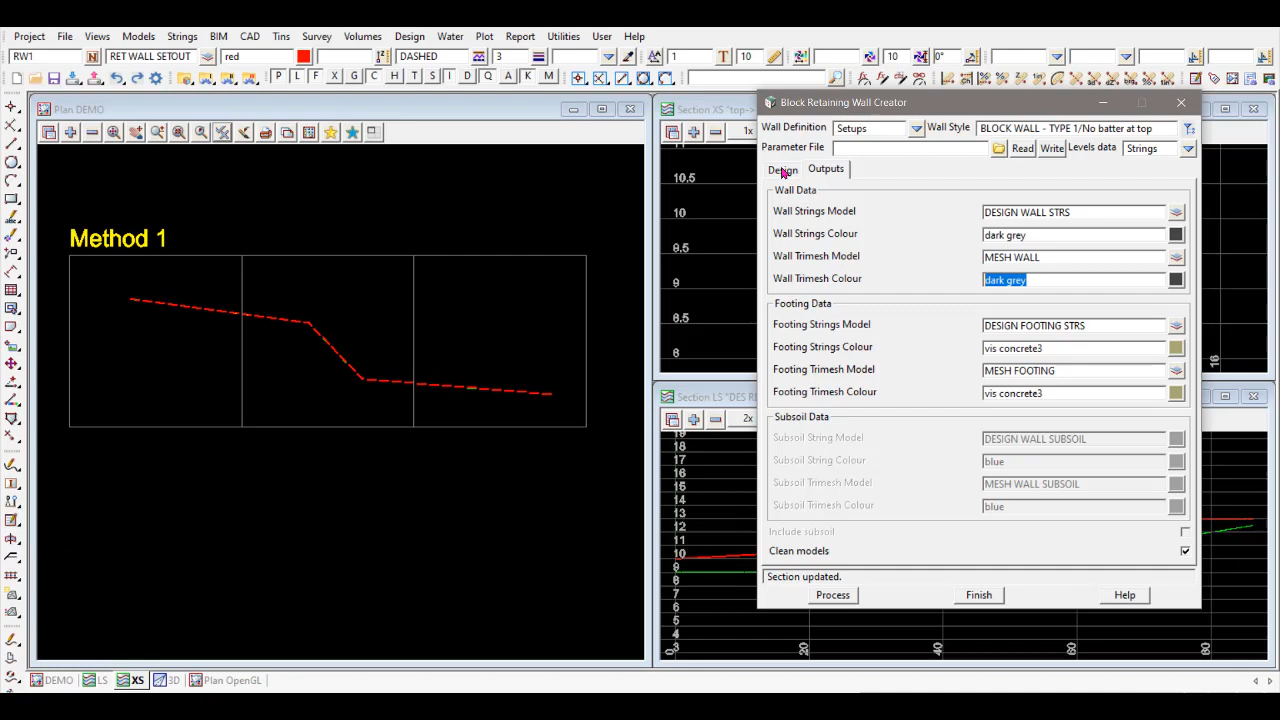 Project File Views Models Strings BIM CAD Tins Survey Volumes Design Water Plot Report Utilities User Help
RW1 N RET WALL SETOUT red DASHED 3 1 T 10 10 0°
P L F X G C H T S I D Q A K M
Plan DEMO
Method 1
Section XS "top->
1x
10.5
10
9.5
9
8.5
8
16
Section LS "DES RE
2x
19
18
17
16
15
14
13
12
11
10
9
8
7
6
5
4
3
0 20 40 60 80
Block Retaining Wall Creator
Wall Definition Setups Wall Style BLOCK WALL - TYPE 1/No batter at top
Parameter File Read Write Levels data Strings
Design Outputs
Wall Data
Wall Strings Model DESIGN WALL STRS
Wall Strings Colour dark grey
Wall Trimesh Model MESH WALL
Wall Trimesh Colour dark grey
Footing Data
Footing Strings Model DESIGN FOOTING STRS
Footing Strings Colour vis concrete3
Footing Trimesh Model MESH FOOTING
Footing Trimesh Colour vis concrete3
Subsoil Data
Subsoil String Model DESIGN WALL SUBSOIL
Subsoil String Colour blue
Subsoil Trimesh Model MESH WALL SUBSOIL
Subsoil Trimesh Colour blue
Include subsoil
Clean models
Section updated.
Process Finish Help
DEMO LS XS 3D Plan OpenGL